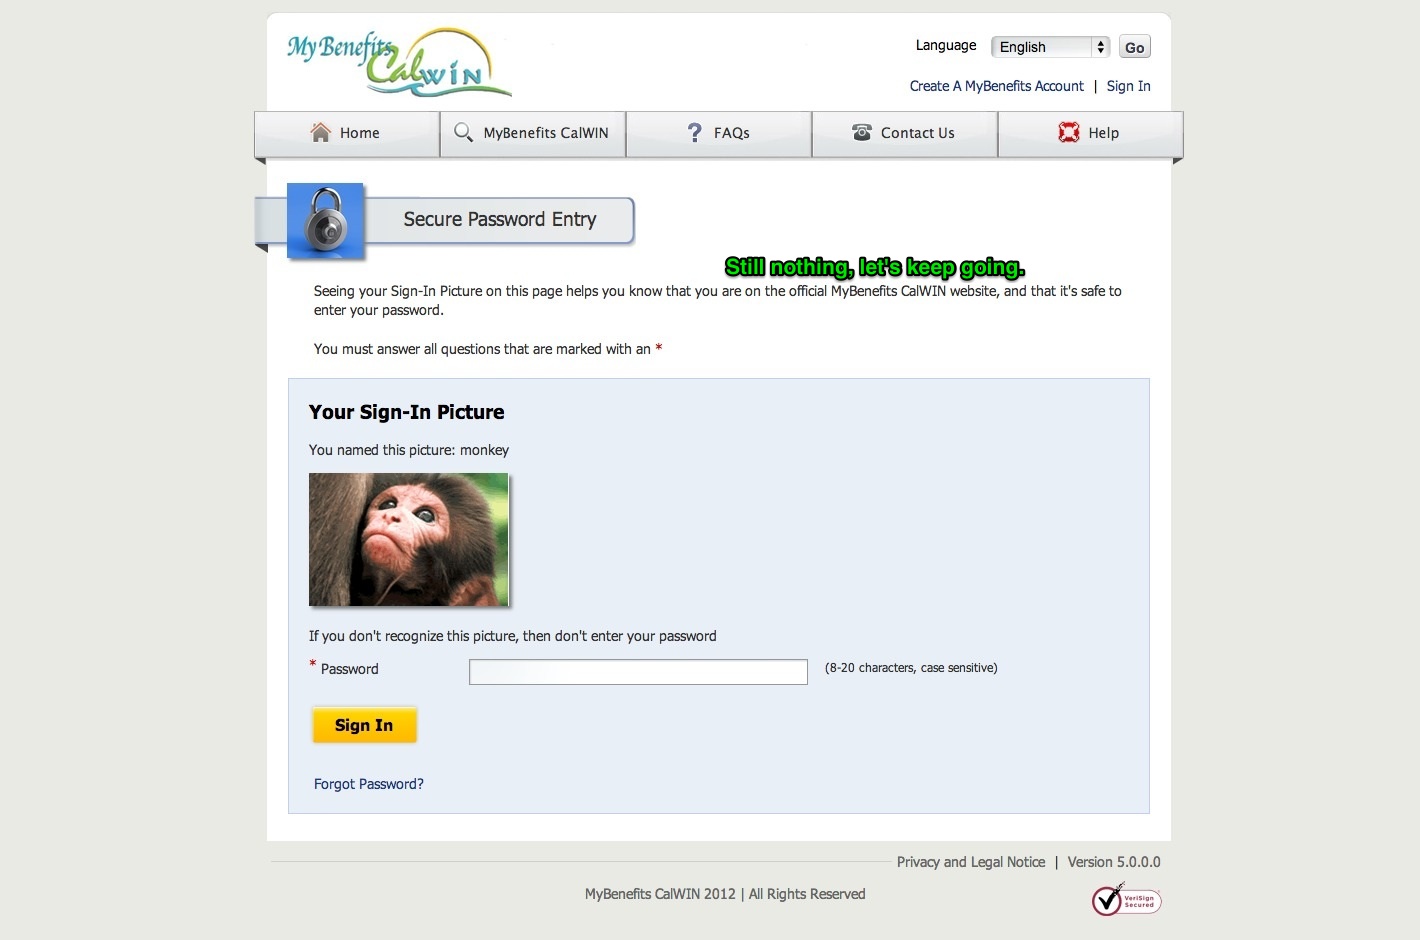 My Benefits
CalWIN
Language English Go
Create A MyBenefits Account | Sign In
Home MyBenefits CalWIN FAQs Contact Us Help
Secure Password Entry
Still nothing, let's keep going.
Seeing your Sign-In Picture on this page helps you know that you are on the official MyBenefits CalWIN website, and that it's safe to
enter your password.
You must answer all questions that are marked with an *
Your Sign-In Picture
You named this picture: monkey
If you don't recognize this picture, then don't enter your password
* Password (8-20 characters, case sensitive)
Sign In
Forgot Password?
Privacy and Legal Notice | Version 5.0.0.0
MyBenefits CalWIN 2012 | All Rights Reserved
VeriSign
Secured